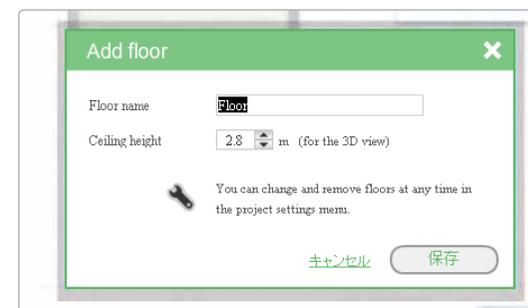 Add floor
Floor name Floor
Ceiling height 2.8 m (for the 3D view)
You can change and remove floors at any time in
the project settings menu.
キャンセル 保存